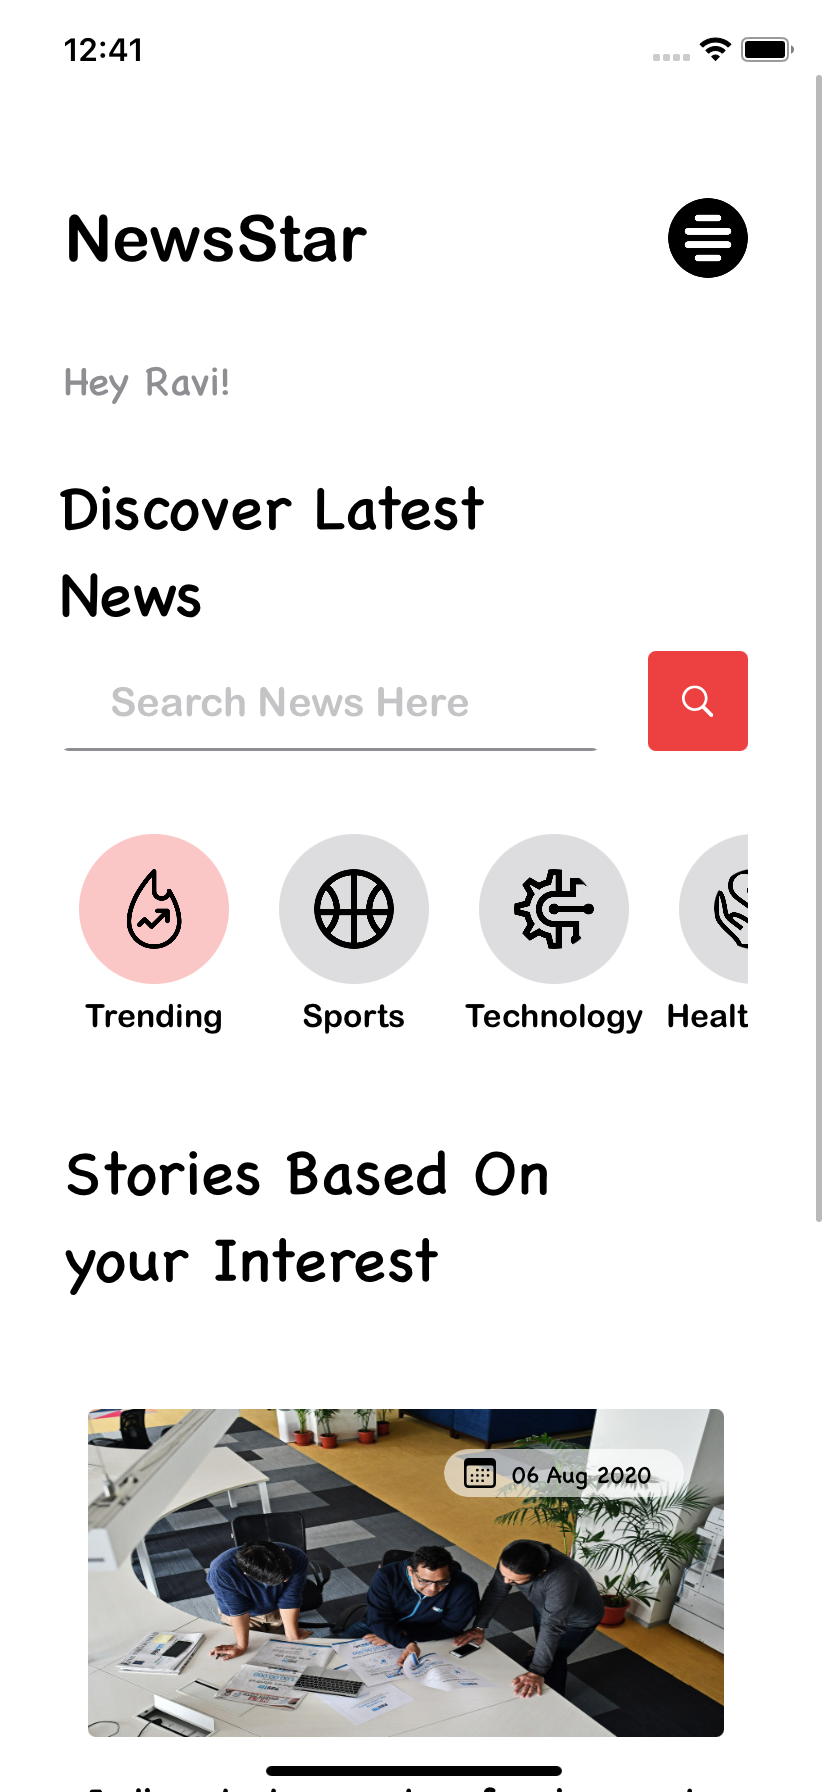 12:41
NewsStar
Hey Ravi!
Discover Latest
News
Search News Here
Trending
Sports
Technology
Healt
Stories Based On
your Interest
06 Aug 2020